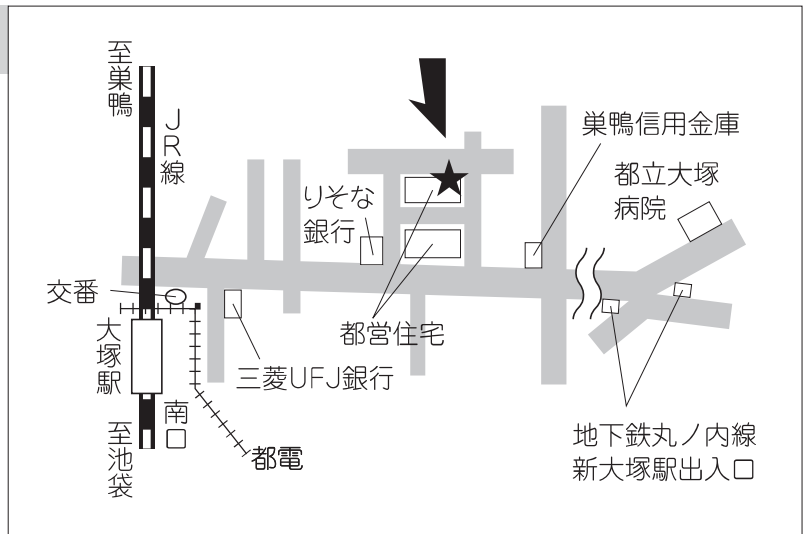 至巣鴨
JR線
巣鴨信用金庫
都立大塚
病院
りそな
銀行
交番
都営住宅
大塚駅
三菱UFJ銀行
南口
至池袋
都電
地下鉄丸ノ内線
新大塚駅出入口